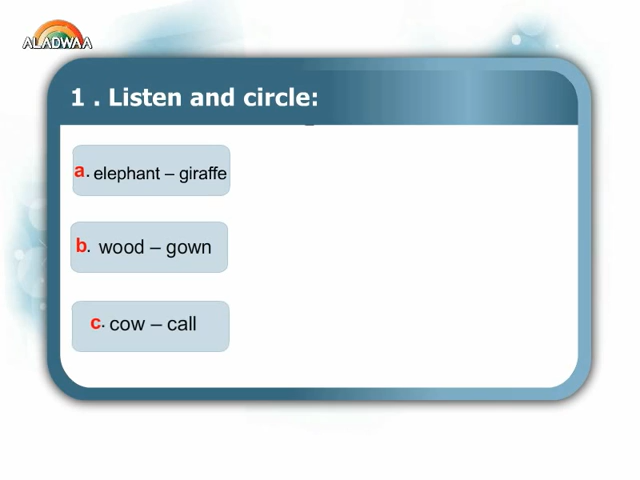 ALADWAA
1 . Listen and circle:
a. elephant – giraffe
b. wood – gown
c. cow – call